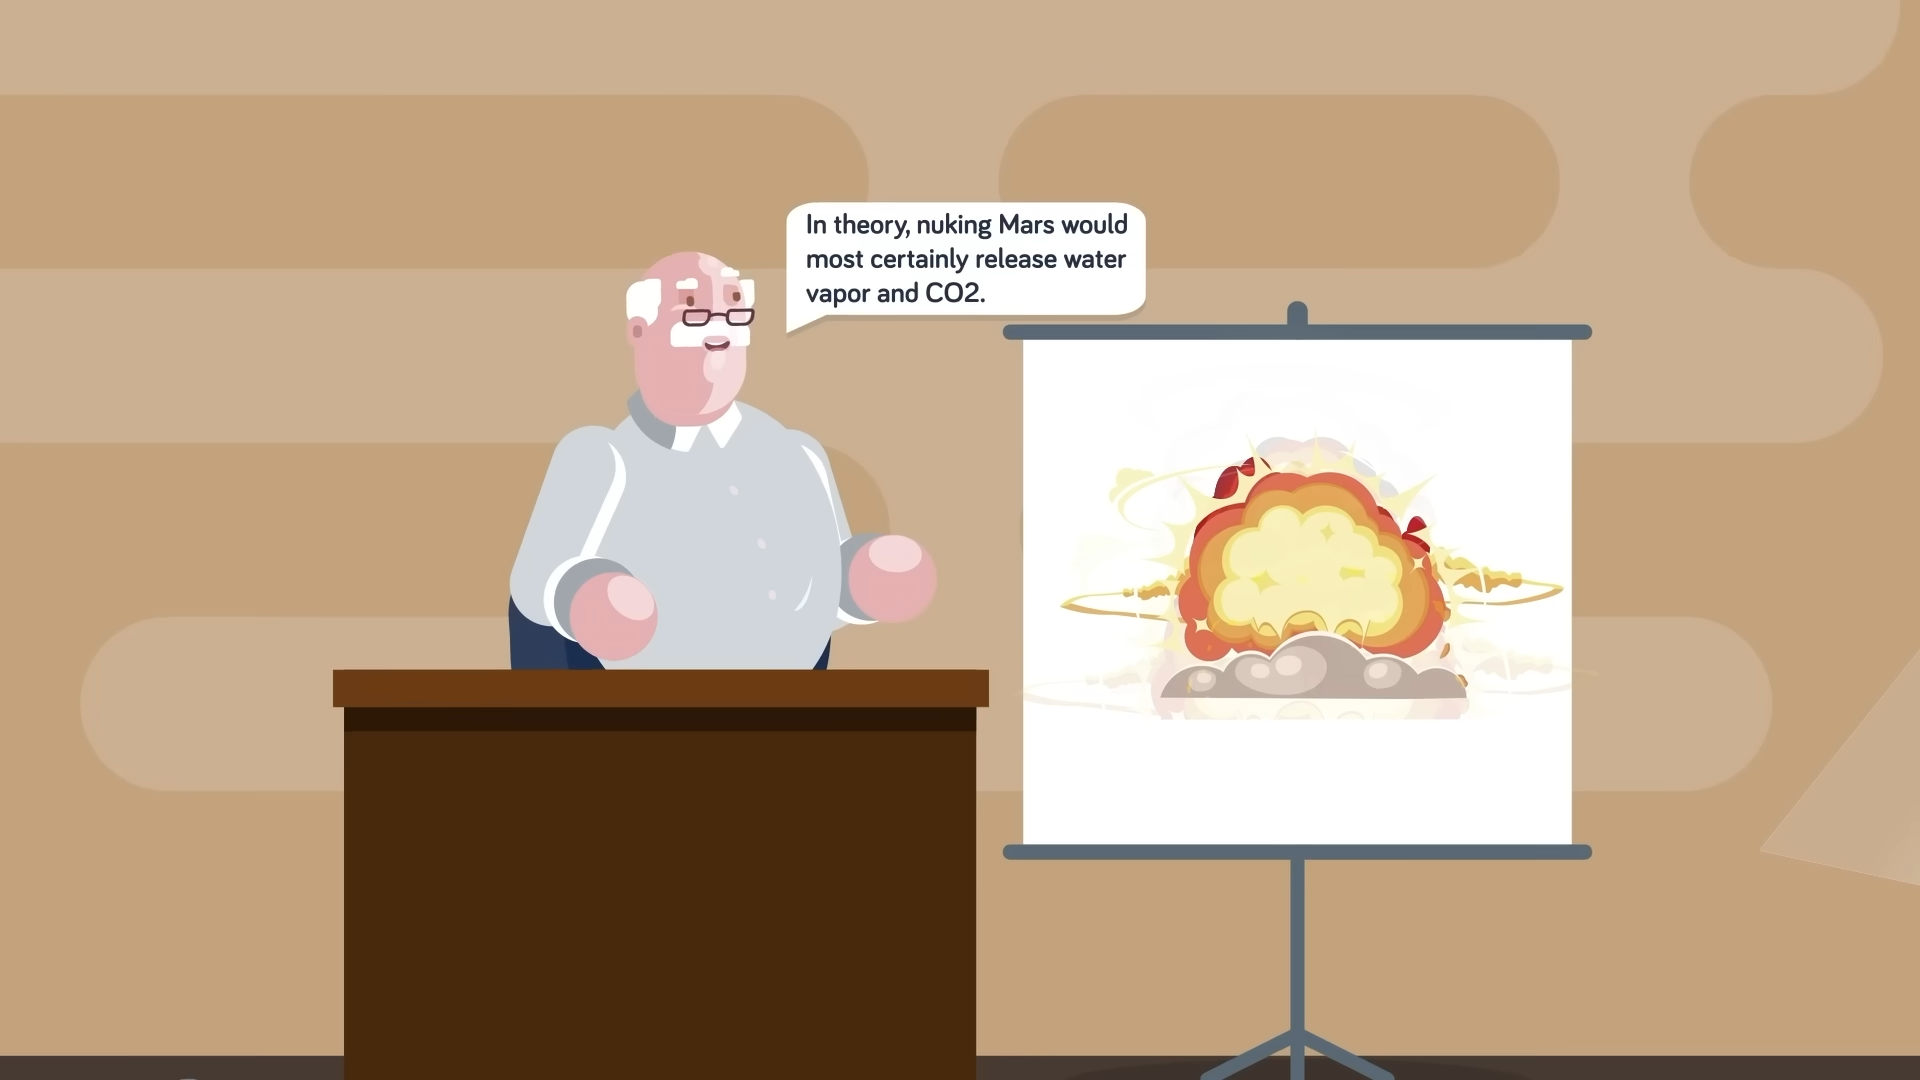 In theory, nuking Mars would
most certainly release water
vapor and CO2.